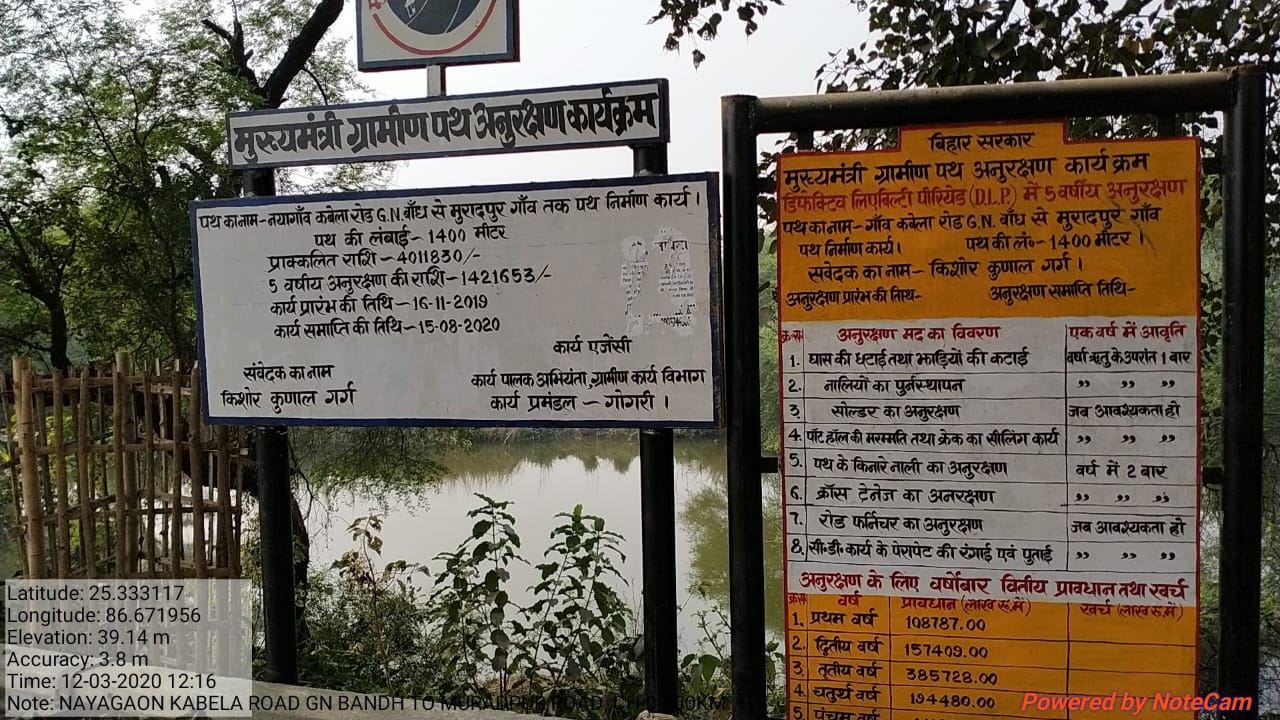 मुख्यमंत्री ग्रामीण पथ अनुरक्षण कार्यक्रम
पथ का नाम-नयागाँव कबेला रोड G.N. बाँध से मुरादपुर गाँव तक पथ निर्माण कार्य ।
पथ की लंबाई- 1400 मीटर
प्राक्कलित राशि-4011830/-
5 वर्षीय अनुरक्षण की राशि-1421653/-
कार्य प्रारंभ की तिथि-16-11-2019
कार्य समाप्ति की तिथि-15-08-2020
कार्य एजेंसी
संवेदक का नाम
किशोर कुणाल गर्ग
कार्य पालक अभियंता, ग्रामीण कार्य विभाग
कार्य प्रमंडल - गोगरी ।
बिहार सरकार
मुख्यमंत्री ग्रामीण पथ अनुरक्षण कार्य क्रम
डिफेक्टिव लिएबिल्टी पीरियेड (D.L.P.) में 5 वर्षीय अनुरक्षण
पथ का नाम- गाँव कबेला रोड G.N. बाँध से मुरादपुर गाँव
पथ निर्माण कार्य। पथ की लं०- 1400 मीटर ।
संवेदक का नाम- किशोर कुणाल गर्ग ।
अनुरक्षण प्रारंभ की तिथि- अनुरक्षण समाप्ति तिथि-
क्र०सं० अनुरक्षण मद का विवरण एक वर्ष में आवृति
1. घास की छटाई तथा झाड़ियों की कटाई वर्षा ऋतु के उपरांत 1 बार
2. नालियों का पुर्नस्थापन ,, ,, ,,
3. सोल्डर का अनुरक्षण जब आवश्यकता हो
4. पॉट हॉल की मरम्मति तथा क्रेक का सीलिंग कार्य ,, ,, ,,
5. पथ के किनारे नाली का अनुरक्षण वर्ष में 2 बार
6. क्रॉस ट्रेनेज का अनरक्षण ,, ,, ,,
7. रोड फर्निचर का अनुरक्षण जब आवश्यकता हो
8. सी०डी० कार्य के पेरापेट की रंगाई एवं पुताई ,, ,, ,,
अनुरक्षण के लिए वर्षोवार वितीय प्रावधान तथा खर्च
क्र०सं० वर्ष प्रावधान (लाख रू.में) खर्च (लाख रू.में)
1. प्रथम वर्ष 108787.00
2. द्वितीय वर्ष 157409.00
3. तृतीय वर्ष 385728.00
4. चतुर्थ वर्ष 194480.00
5. पंचम वर्ष
Latitude: 25.333117
Longitude: 86.671956
Elevation: 39.14 m
Accuracy: 3.8 m
Time: 12-03-2020 12:16
Note: NAYAGAON KABELA ROAD GN BANDH TO MURADPUR ROAD
Powered by NoteCam